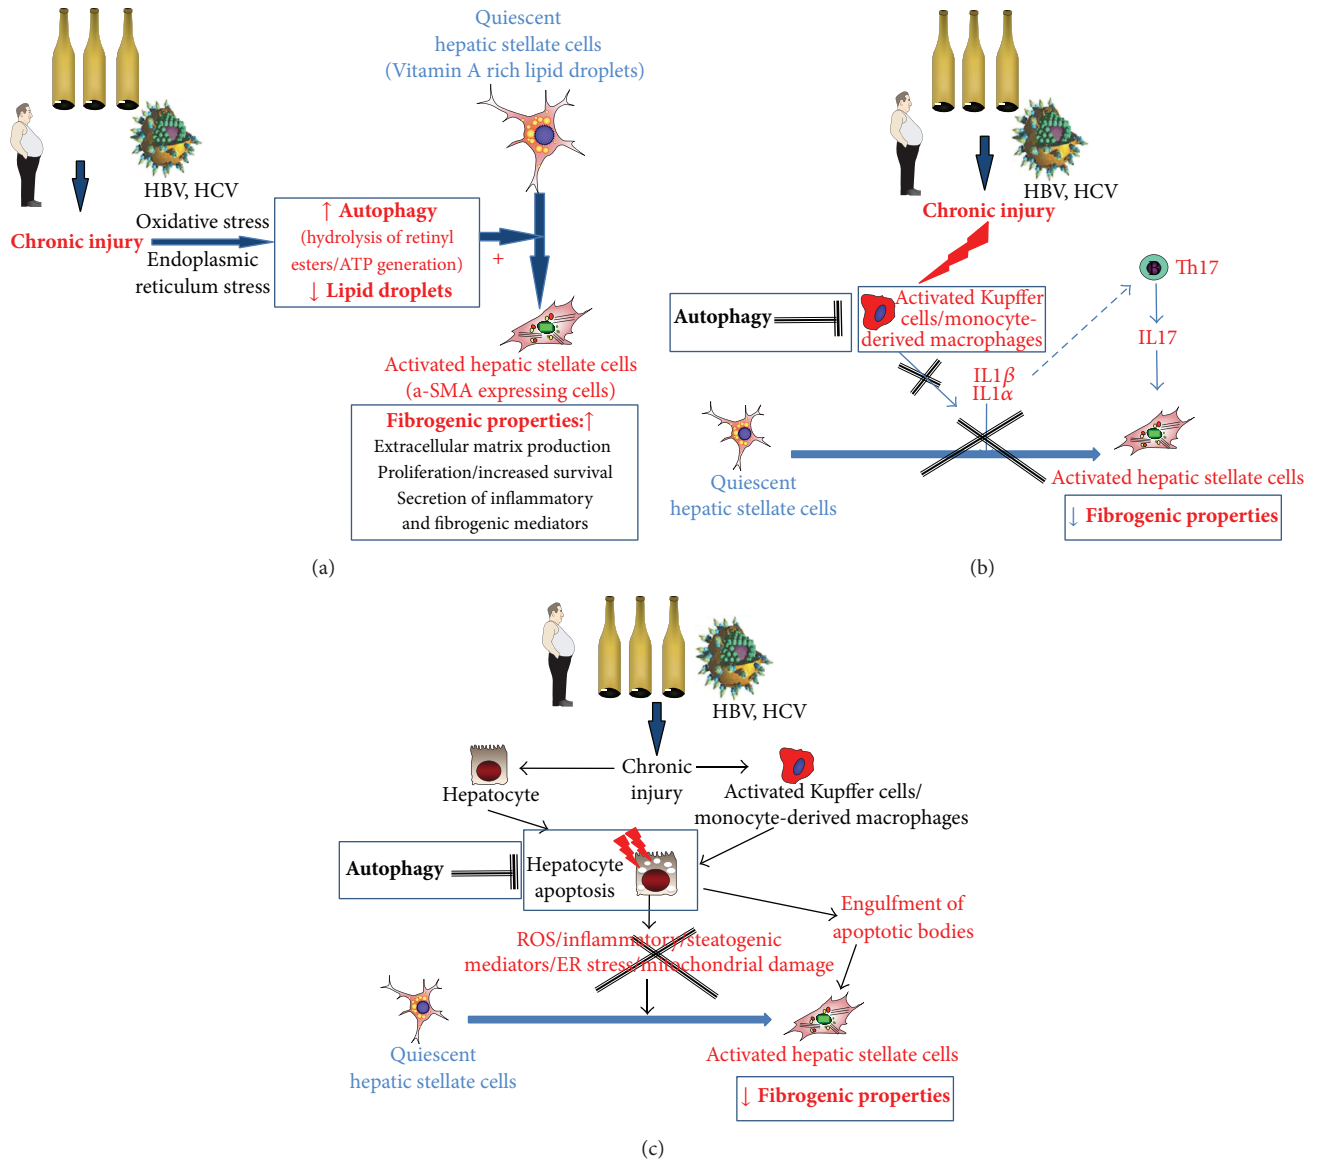 Quiescent
hepatic stellate cells
(Vitamin A rich lipid droplets)
HBV, HCV
Oxidative stress
Chronic injury
Endoplasmic
reticulum stress
↑ Autophagy
(hydrolysis of retinyl
esters/ATP generation)
↓ Lipid droplets
+
Activated hepatic stellate cells
(a-SMA expressing cells)
Fibrogenic properties:↑
Extracellular matrix production
Proliferation/increased survival
Secretion of inflammatory
and fibrogenic mediators
(a)
HBV, HCV
Chronic injury
Autophagy
Activated Kupffer
cells/monocyte-
derived macrophages
Th17
IL17
IL1β
IL1α
Quiescent
hepatic stellate cells
Activated hepatic stellate cells
↓ Fibrogenic properties
(b)
HBV, HCV
Chronic
injury
Hepatocyte
Activated Kupffer cells/
monocyte-derived macrophages
Autophagy
Hepatocyte
apoptosis
Engulfment of
apoptotic bodies
ROS/inflammatory/steatogenic
mediators/ER stress/mitochondrial damage
Quiescent
hepatic stellate cells
Activated hepatic stellate cells
↓ Fibrogenic properties
(c)